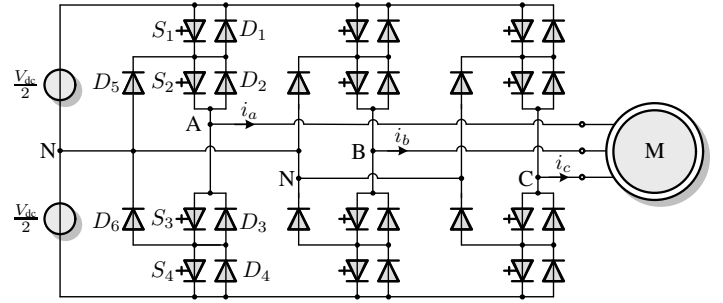 S1 D1
Vdc/2 D5 S2 D2
A ia
N B ib M
N C ic
Vdc/2 D6 S3 D3
S4 D4